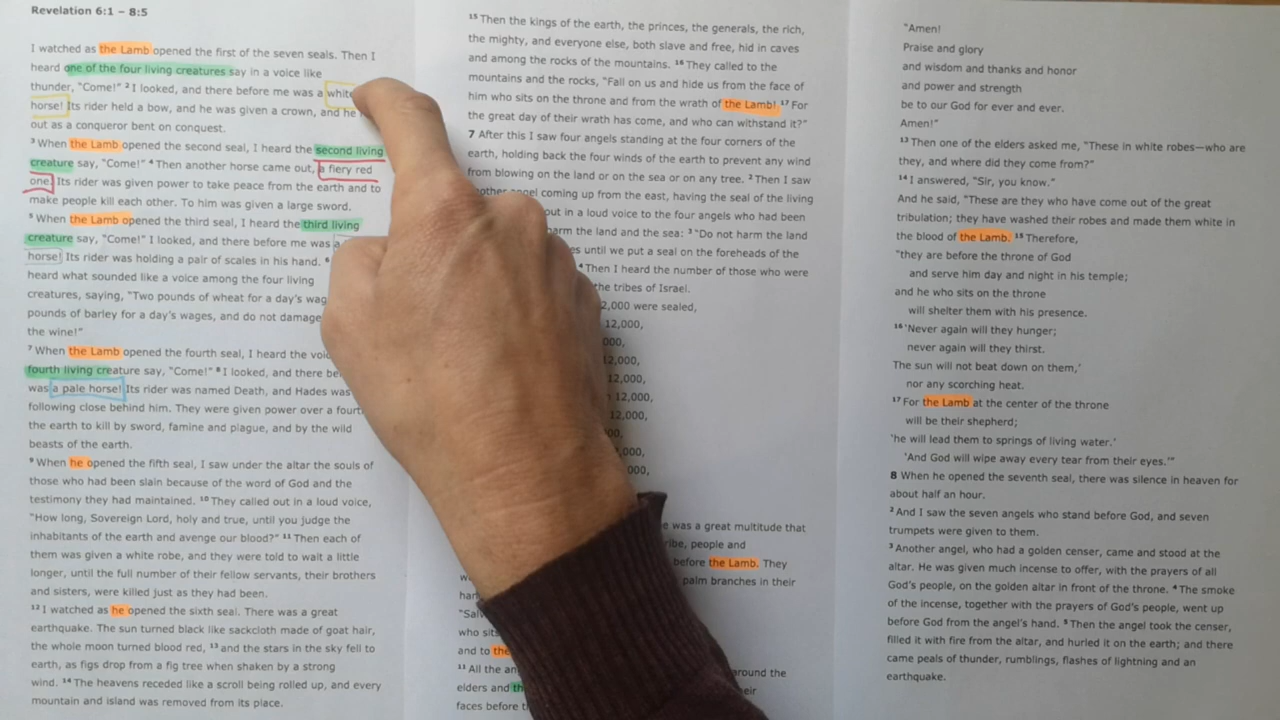 Revelation 6:1 – 8:5
I watched as the Lamb opened the first of the seven seals. Then I
heard one of the four living creatures say in a voice like
thunder, "Come!" ² I looked, and there before me was a white
horse! Its rider held a bow, and he was given a crown, and he
out as a conqueror bent on conquest.
³ When the Lamb opened the second seal, I heard the second living
creature say, "Come!" ⁴ Then another horse came out, a fiery red
one. Its rider was given power to take peace from the earth and to
make people kill each other. To him was given a large sword.
⁵ When the Lamb opened the third seal, I heard the third living
creature say, "Come!" I looked, and there before me was a
horse! Its rider was holding a pair of scales in his hand. ⁶
heard what sounded like a voice among the four living
creatures, saying, "Two pounds of wheat for a day's
pounds of barley for a day's wages, and do not damage
the wine!"
⁷ When the Lamb opened the fourth seal, I heard the
fourth living creature say, "Come!" ⁸ I looked, and there
was a pale horse! Its rider was named Death, and Hades was
following close behind him. They were given power over a
the earth to kill by sword, famine and plague, and by the wild
beasts of the earth.
⁹ When he opened the fifth seal, I saw under the altar the souls of
those who had been slain because of the word of God and the
testimony they had maintained. ¹⁰ They called out in a loud voice,
"How long, Sovereign Lord, holy and true, until you judge the
inhabitants of the earth and avenge our blood?" ¹¹ Then each of
them was given a white robe, and they were told to wait a little
longer, until the full number of their fellow servants, their brothers
and sisters, were killed just as they had been.
¹² I watched as he opened the sixth seal. There was a great
earthquake. The sun turned black like sackcloth made of goat hair,
the whole moon turned blood red, ¹³ and the stars in the sky fell to
earth, as figs drop from a fig tree when shaken by a strong
wind. ¹⁴ The heavens receded like a scroll being rolled up, and every
mountain and island was removed from its place.
¹⁵ Then the kings of the earth, the princes, the generals, the rich,
the mighty, and everyone else, both slave and free, hid in caves
and among the rocks of the mountains. ¹⁶ They called to the
mountains and the rocks, "Fall on us and hide us from the face of
him who sits on the throne and from the wrath of the Lamb! ¹⁷ For
the great day of their wrath has come, and who can withstand it?"
7 After this I saw four angels standing at the four corners of the
earth, holding back the four winds of the earth to prevent any wind
from blowing on the land or on the sea or on any tree. ² Then I saw
another angel coming up from the east, having the seal of the living
out in a loud voice to the four angels who had been
harm the land and the sea: ³ "Do not harm the land
until we put a seal on the foreheads of the
⁴ Then I heard the number of those who were
the tribes of Israel.
were sealed,
12,000,
12,000,
12,000,
12,000,
12,000,
was a great multitude that
people and
before the Lamb. They
palm branches in their
who sits
and to the
¹¹ All the around the
elders and
faces before
"Amen!
Praise and glory
and wisdom and thanks and honor
and power and strength
be to our God for ever and ever.
Amen!"
¹³ Then one of the elders asked me, "These in white robes—who are
they, and where did they come from?"
¹⁴ I answered, "Sir, you know."
And he said, "These are they who have come out of the great
tribulation; they have washed their robes and made them white in
the blood of the Lamb. ¹⁵ Therefore,
"they are before the throne of God
and serve him day and night in his temple;
and he who sits on the throne
will shelter them with his presence.
¹⁶ 'Never again will they hunger;
never again will they thirst.
The sun will not beat down on them,'
nor any scorching heat.
¹⁷ For the Lamb at the center of the throne
will be their shepherd;
'he will lead them to springs of living water.'
'And God will wipe away every tear from their eyes.'"
8 When he opened the seventh seal, there was silence in heaven for
about half an hour.
² And I saw the seven angels who stand before God, and seven
trumpets were given to them.
³ Another angel, who had a golden censer, came and stood at the
altar. He was given much incense to offer, with the prayers of all
God's people, on the golden altar in front of the throne. ⁴ The smoke
of the incense, together with the prayers of God's people, went up
before God from the angel's hand. ⁵ Then the angel took the censer,
filled it with fire from the altar, and hurled it on the earth; and there
came peals of thunder, rumblings, flashes of lightning and an
earthquake.